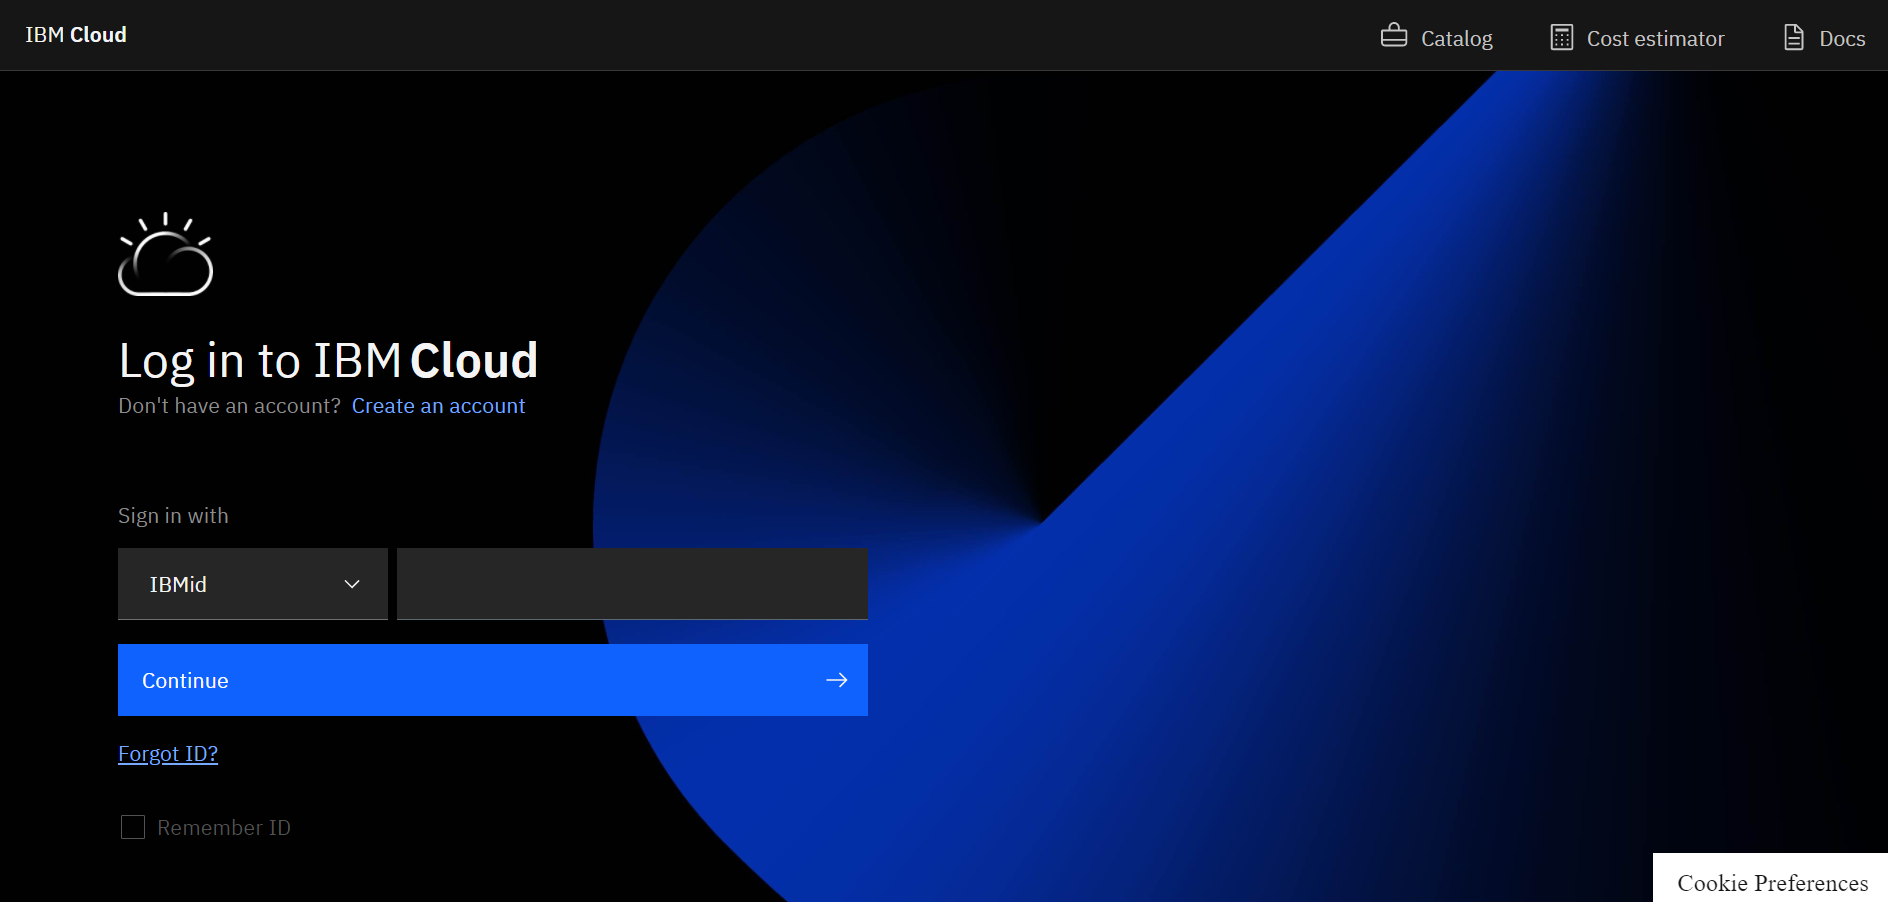 IBM Cloud
Catalog
Cost estimator
Docs
Log in to IBM Cloud
Don't have an account? Create an account
Sign in with
IBMid
Continue
Forgot ID?
Remember ID
Cookie Preferences